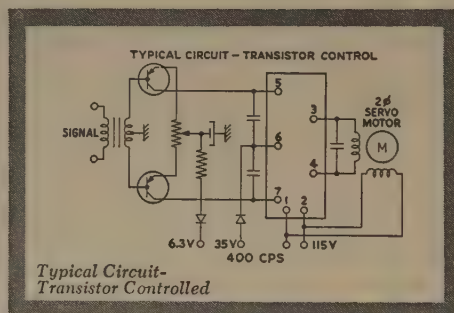 TYPICAL CIRCUIT - TRANSISTOR CONTROL
5
3
2Ø
SERVO
MOTOR
SIGNAL
6
M
4
7
1
2
6.3V
35V
115V
400 CPS
Typical Circuit-
Transistor Controlled